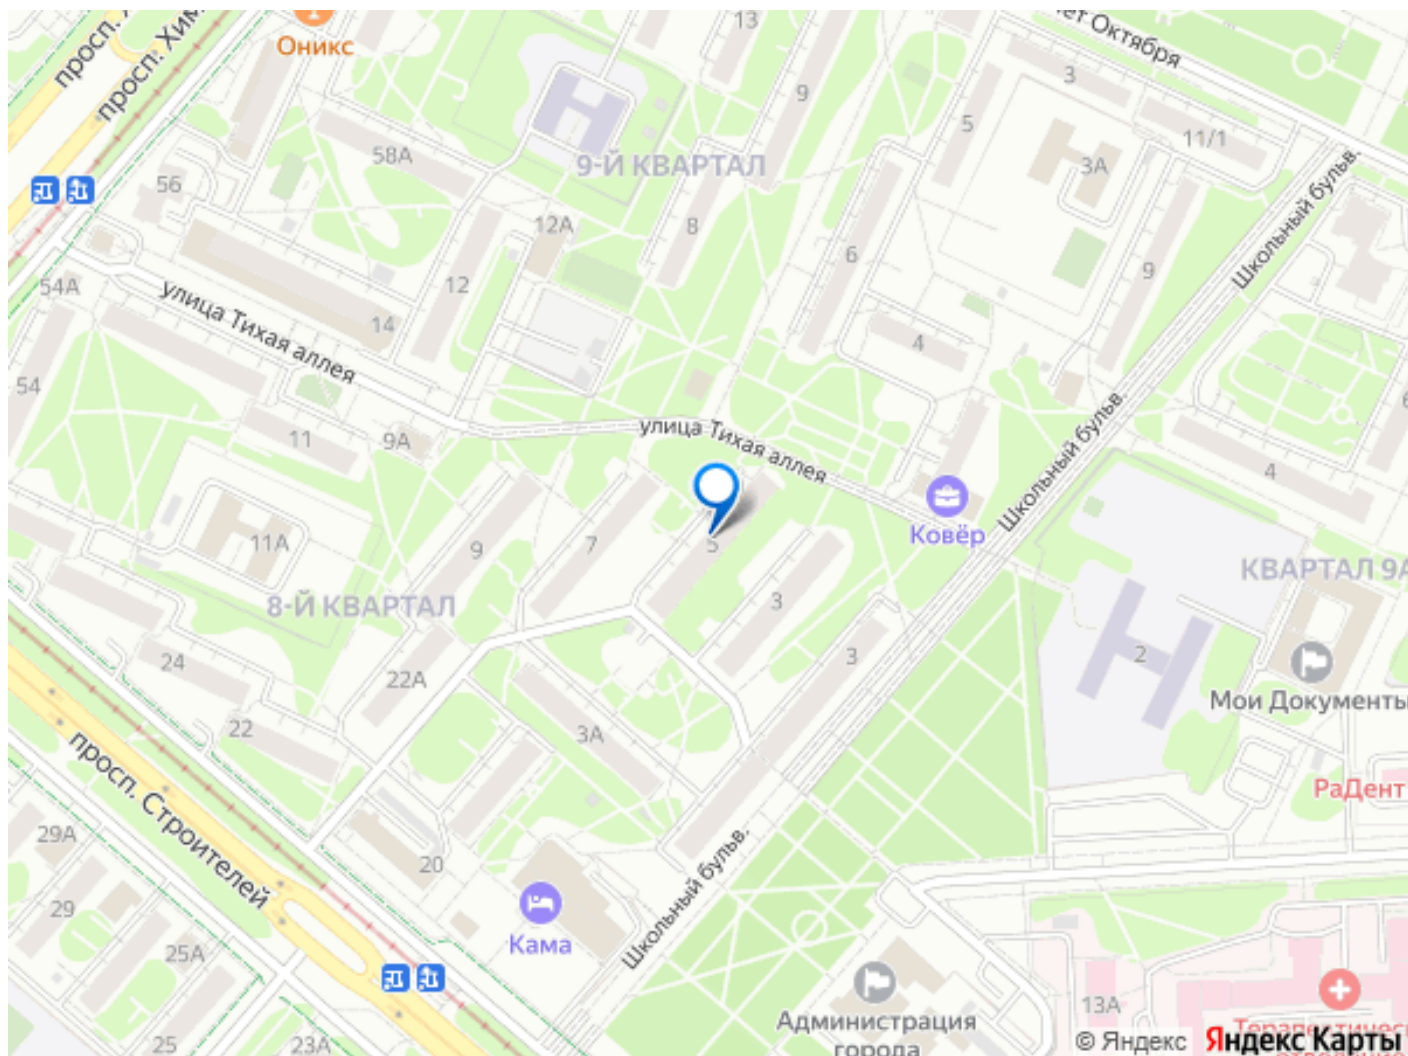 просп. Хим
просп.
Оникс
13
лет Октября
3
9
5
11/1
3А
58А
9-Й КВАРТАЛ
56
Школьный бульв.
12А
8
6
9
12
54А
улица Тихая аллея
14
4
54
11
9А
улица Тихая аллея
Школьный бульв.
4
Ковёр
11А
9
7
5
КВАРТАЛ 9А
8-Й КВАРТАЛ
3
24
22А
3
2
Мои Документы
22
3А
просп. Строителей
РаДент
29А
20
Школьный бульв.
29
Кама
25А
Администрация
города
13А
25
23А
Терапевтическ
© Яндекс
Яндекс Карты